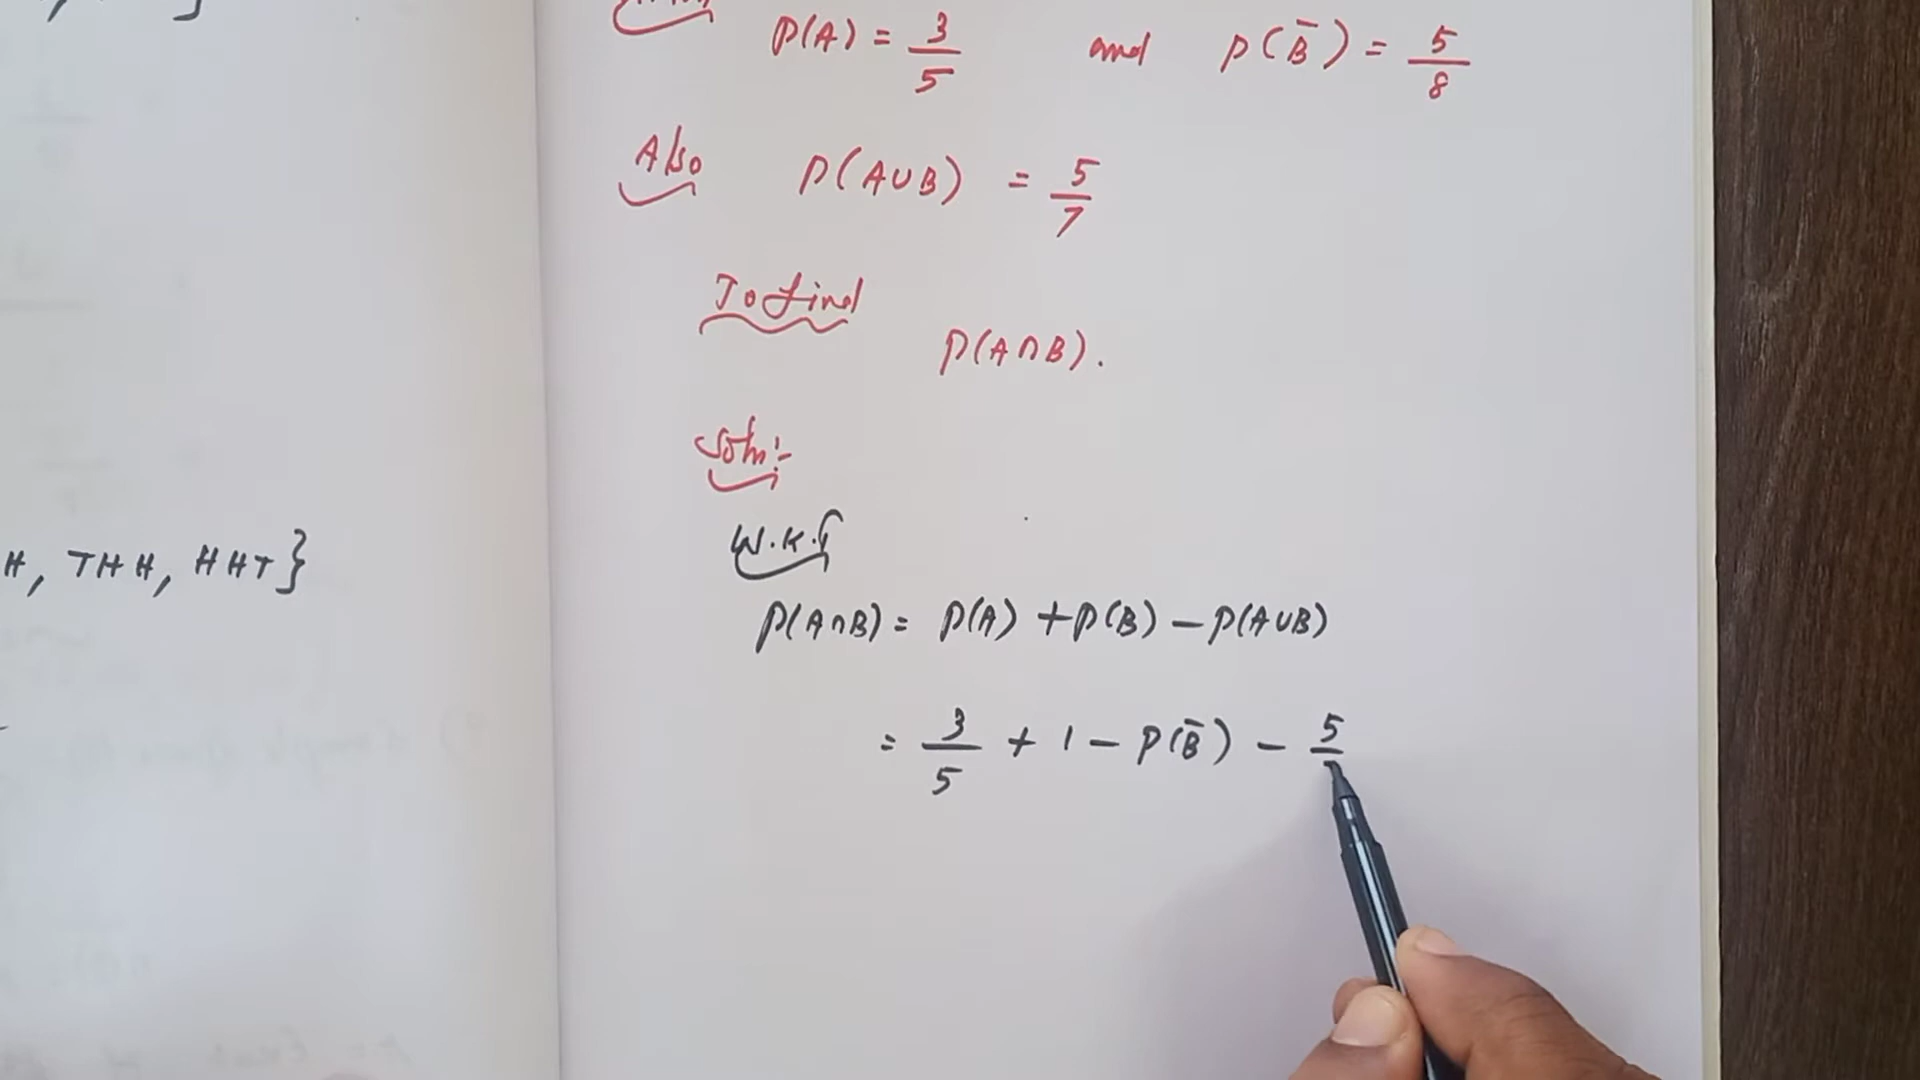 H, THH, HHT}
P(A) = 3/5 and P(B̄) = 5/8
Also P(A∪B) = 5/7
To find
P(A∩B).
Soln:-
W.K.T
P(A∩B) = P(A) + P(B) - P(A∪B)
= 3/5 + 1 - P(B̄) - 5/